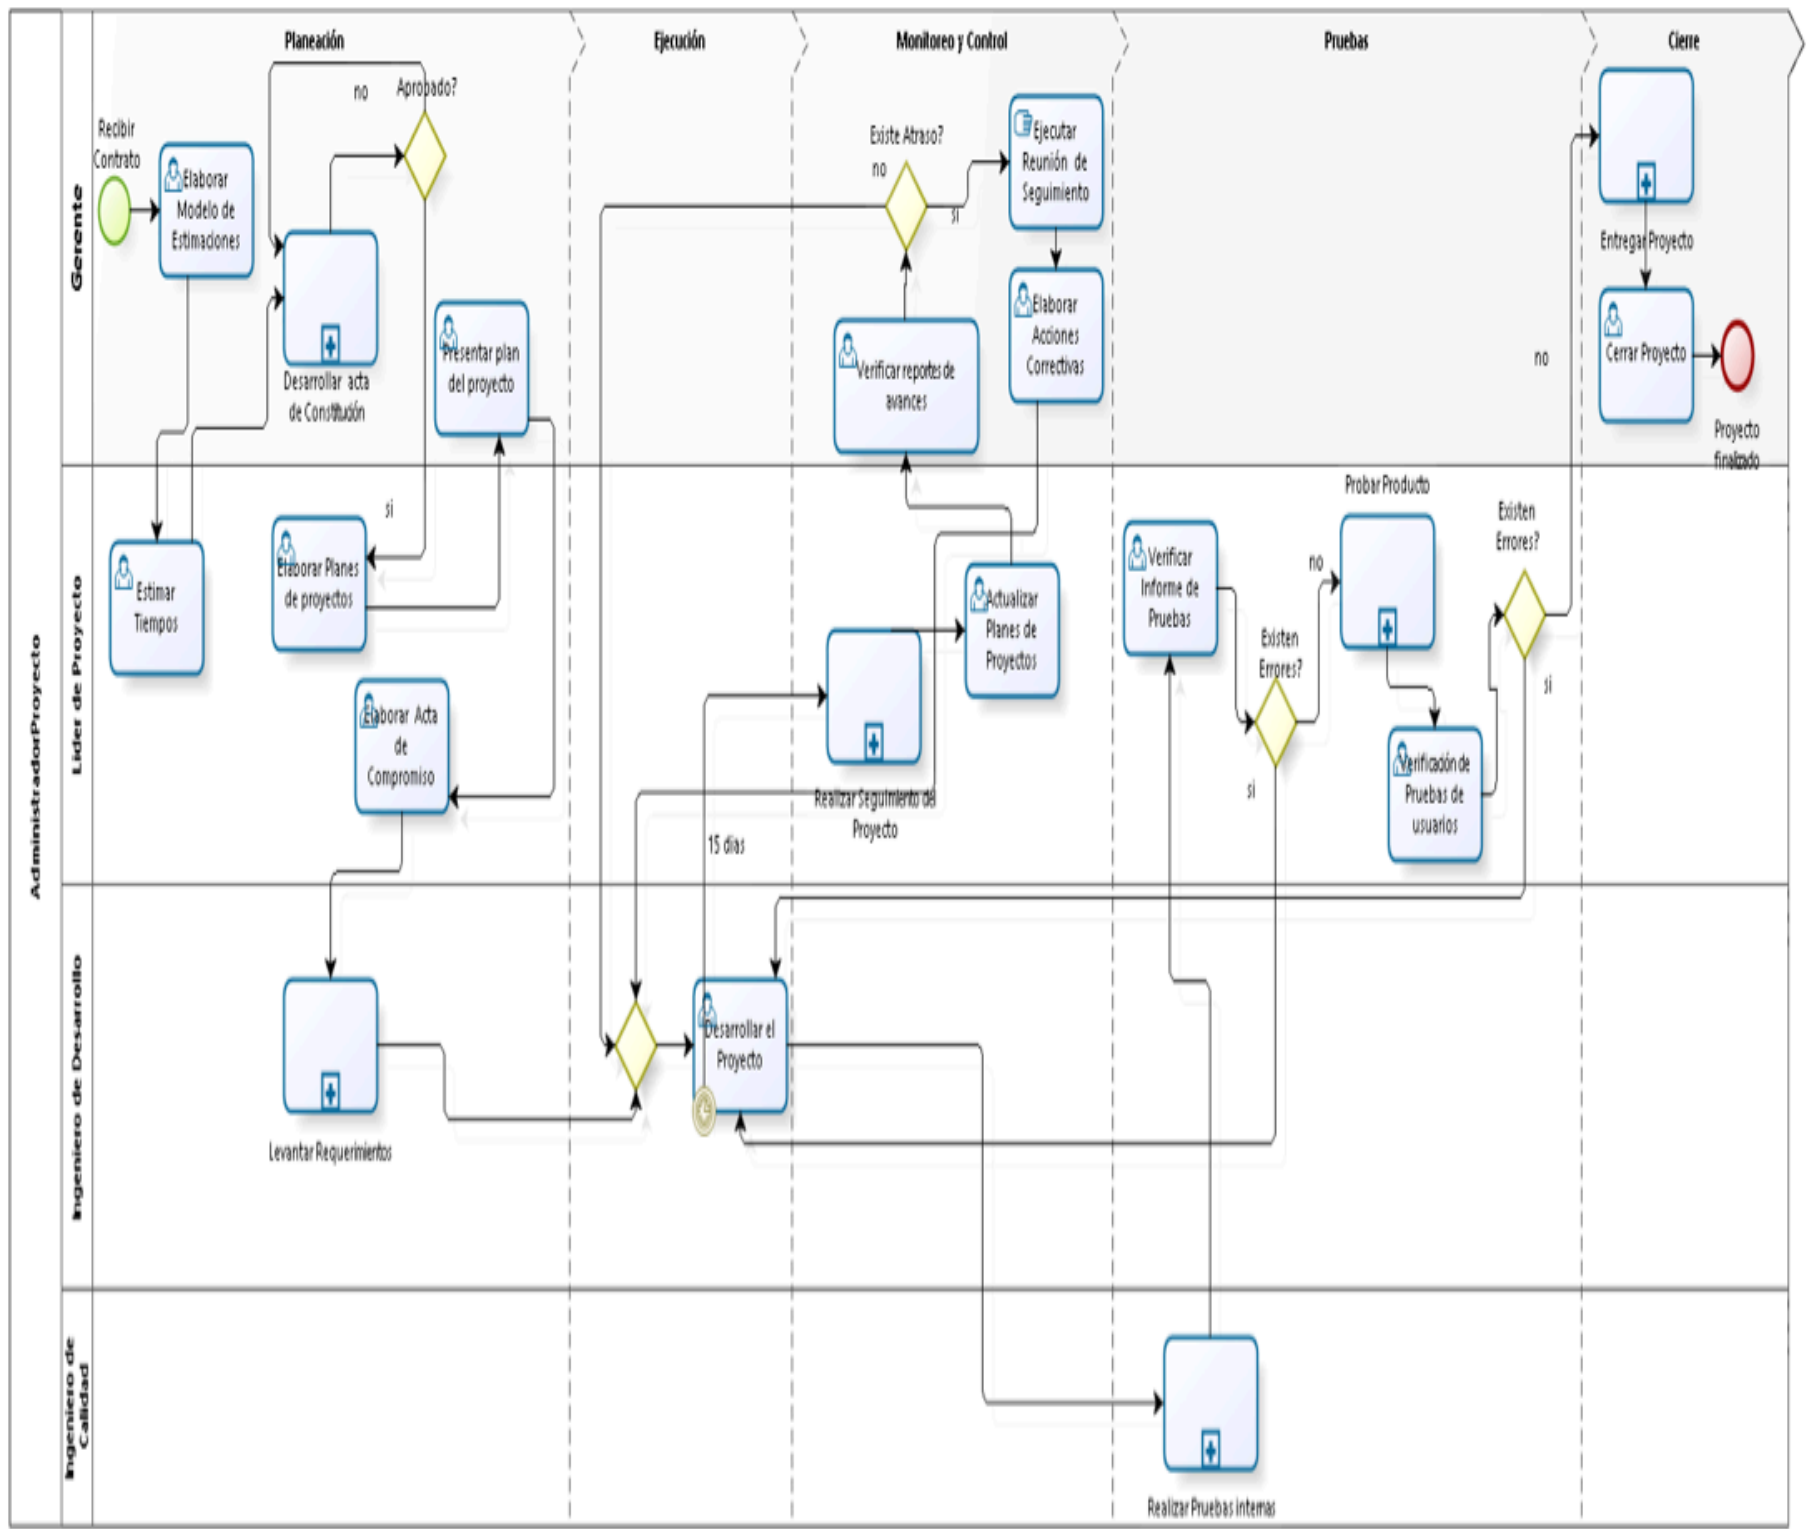 Planeación
Ejecución
Monitoreo y Control
Pruebas
Cierre
AdministradorProyecto
Gerente
Recibir
Contrato
Elaborar
Modelo de
Estimaciones
no
Aprobado?
Desarrollar acta
de Constitución
Presentar plan
del proyecto
Existe Atraso?
no
si
Ejecutar
Reunión de
Seguimiento
Elaborar
Acciones
Correctivas
Verificar reportes de
avances
no
Entregar Proyecto
Cerrar Proyecto
Proyecto
finalizado
Lider de Proyecto
Estimar
Tiempos
si
Elaborar Planes
de proyectos
Elaborar Acta
de
Compromiso
15 dias
Realizar Seguimiento del
Proyecto
Actualizar
Planes de
Proyectos
Verificar
Informe de
Pruebas
Existen
Errores?
no
si
Probar Producto
Verificación de
Pruebas de
usuarios
Existen
Errores?
si
Ingeniero de Desarrollo
Levantar Requerimientos
Desarrollar el
Proyecto
Ingeniero de
Calidad
Realizar Pruebas internas